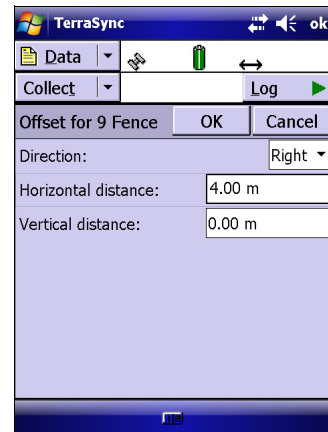 TerraSync ok
Data
Collect Log
Offset for 9 Fence OK Cancel
Direction: Right
Horizontal distance: 4.00 m
Vertical distance: 0.00 m